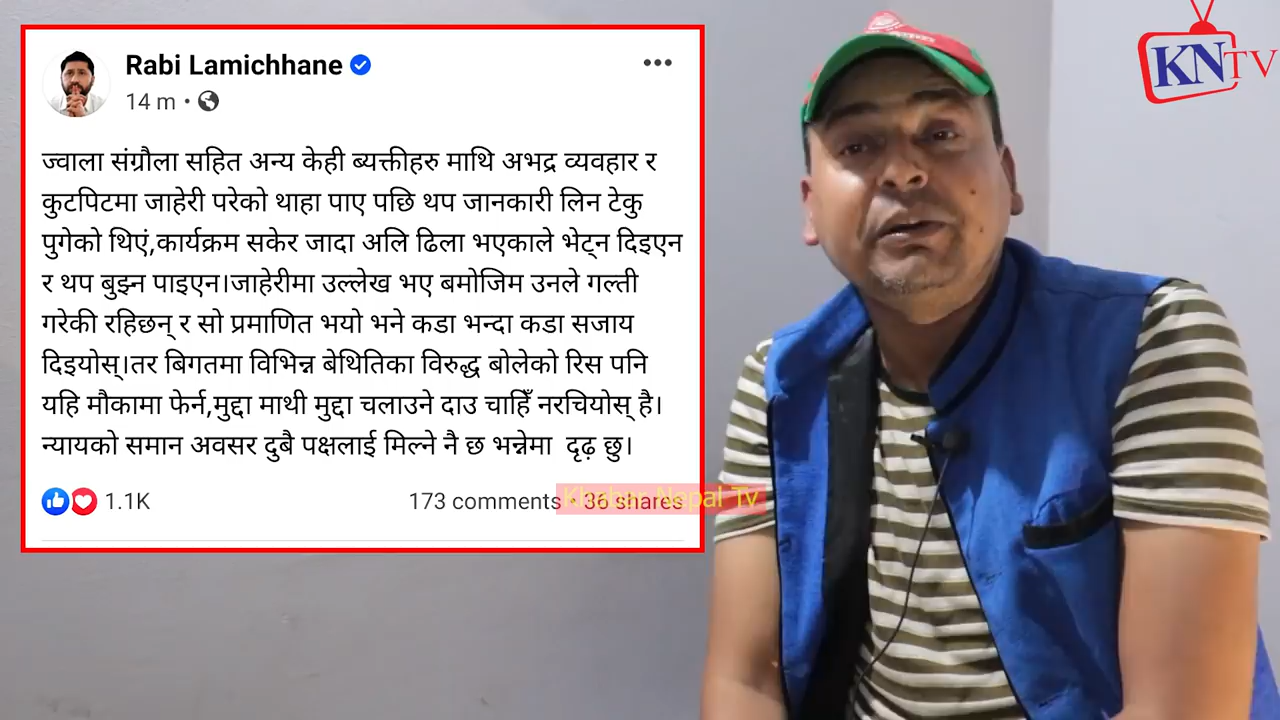 Rabi Lamichhane
14 m •
ज्वाला संग्रौला सहित अन्य केही ब्यक्तीहरु माथि अभद्र व्यवहार र
कुटपिटमा जाहेरी परेको थाहा पाए पछि थप जानकारी लिन टेकु
पुगेको थिएं,कार्यक्रम सकेर जादा अलि ढिला भएकाले भेट्न दिइएन
र थप बुझ्न पाइएन।जाहेरीमा उल्लेख भए बमोजिम उनले गल्ती
गरेकी रहिछन् र सो प्रमाणित भयो भने कडा भन्दा कडा सजाय
दिइयोस्।तर बिगतमा विभिन्न बेथितिका विरुद्ध बोलेको रिस पनि
यहि मौकामा फेर्न,मुद्दा माथी मुद्दा चलाउने दाउ चाहिँ नरचियोस् है।
न्यायको समान अवसर दुबै पक्षलाई मिल्ने नै छ भन्नेमा दृढ़ छु।
1.1K
173 comments • 36 shares
Khabar Nepal Tv
KNTV